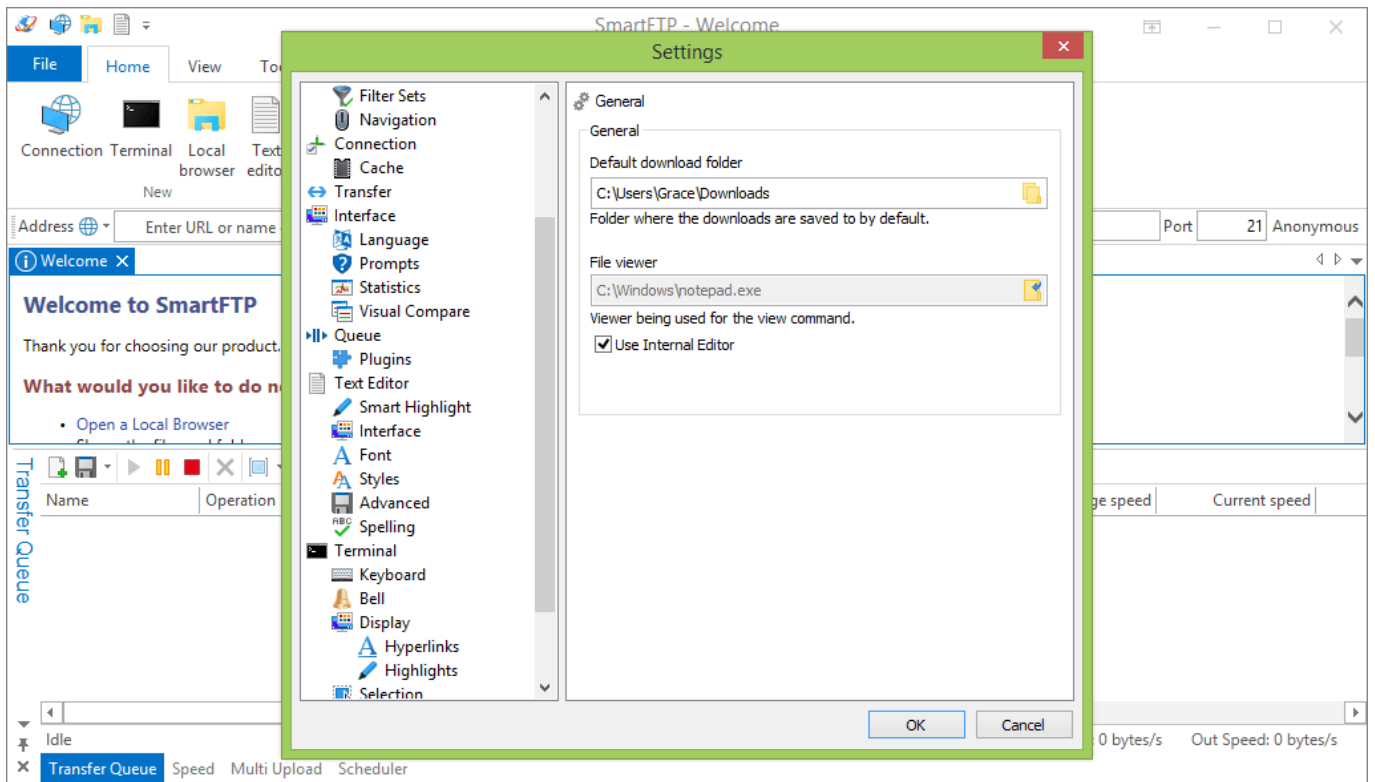 SmartFTP - Welcome
File
Home
View
Connection
Terminal
Local browser
Text
New
Address
Enter URL or name
Port
21
Anonymous
Welcome
Welcome to SmartFTP
Thank you for choosing our product.
What would you like to do
Open a Local Browser
Transfer Queue
Name
Operation
speed
Current speed
Idle
0 bytes/s
Out Speed: 0 bytes/s
Transfer Queue
Speed
Multi Upload
Scheduler
Settings
Filter Sets
Navigation
Connection
Cache
Transfer
Interface
Language
Prompts
Statistics
Visual Compare
Queue
Plugins
Text Editor
Smart Highlight
Interface
Font
Styles
Advanced
ABC
Spelling
Terminal
Keyboard
Bell
Display
Hyperlinks
Highlights
Selection
General
General
Default download folder
C:\Users\Grace\Downloads
Folder where the downloads are saved to by default.
File viewer
C:\Windows\notepad.exe
Viewer being used for the view command.
Use Internal Editor
OK
Cancel